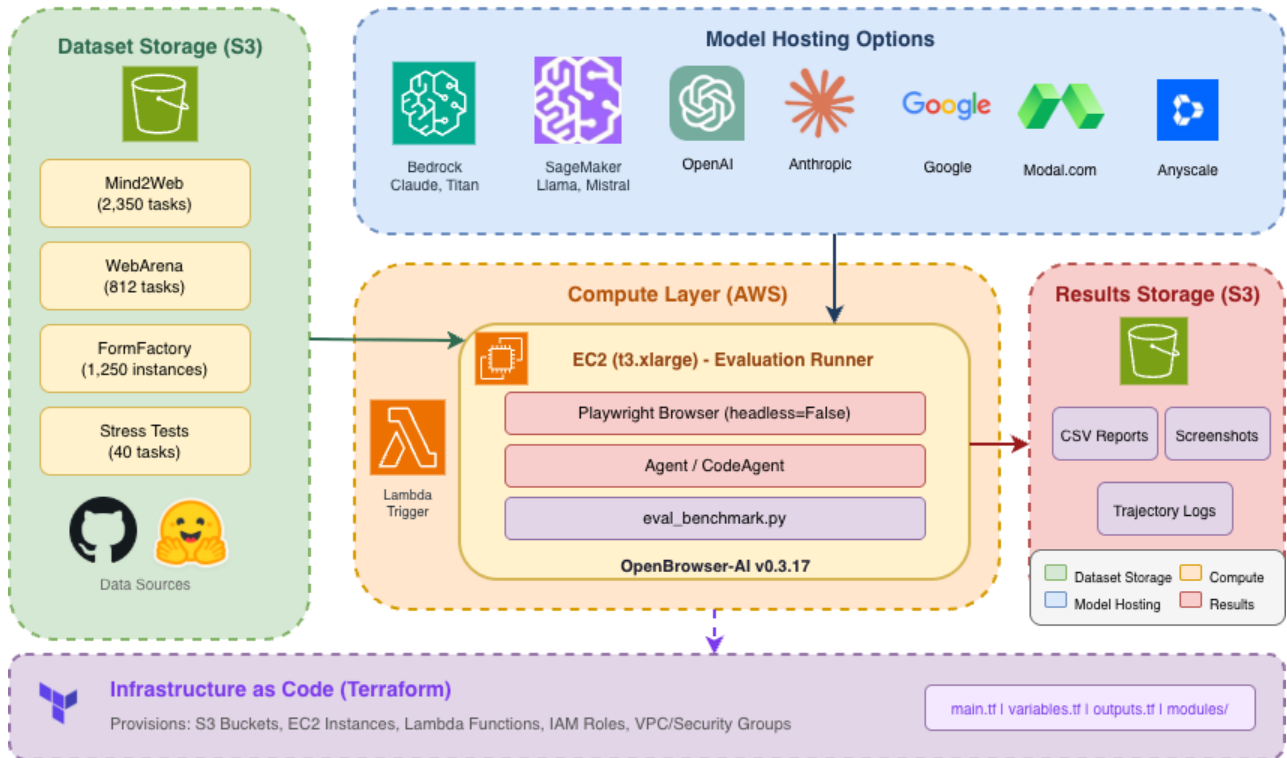 Dataset Storage (S3)
Mind2Web
(2,350 tasks)
WebArena
(812 tasks)
FormFactory
(1,250 instances)
Stress Tests
(40 tasks)
Data Sources
Model Hosting Options
Bedrock
Claude, Titan
SageMaker
Llama, Mistral
OpenAI
Anthropic
Google
Google
Modal.com
Anyscale
Compute Layer (AWS)
Lambda
Trigger
EC2 (t3.xlarge) - Evaluation Runner
Playwright Browser (headless=False)
Agent / CodeAgent
eval_benchmark.py
OpenBrowser-AI v0.3.17
Results Storage (S3)
CSV Reports
Screenshots
Trajectory Logs
Dataset Storage
Compute
Model Hosting
Results
Infrastructure as Code (Terraform)
Provisions: S3 Buckets, EC2 Instances, Lambda Functions, IAM Roles, VPC/Security Groups
main.tf | variables.tf | outputs.tf | modules/